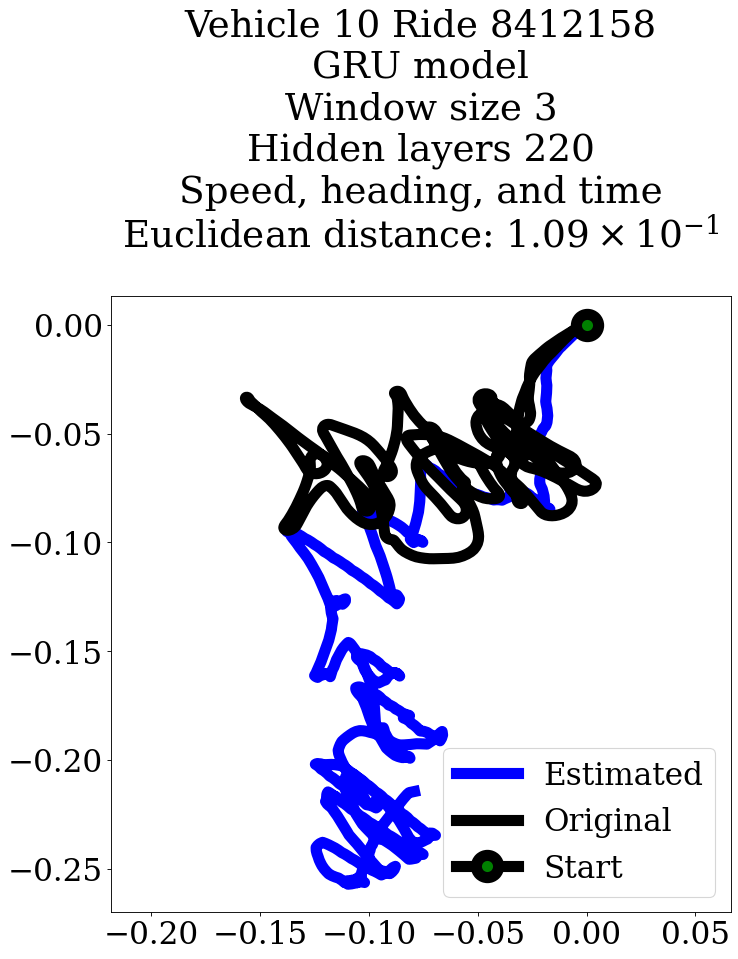 Vehicle 10 Ride 8412158
GRU model
Window size 3
Hidden layers 220
Speed, heading, and time
Euclidean distance: 1.09 × 10⁻¹
0.00
−0.05
−0.10
−0.15
−0.20
−0.25
Estimated
Original
Start
−0.20 −0.15 −0.10 −0.05 0.00 0.05